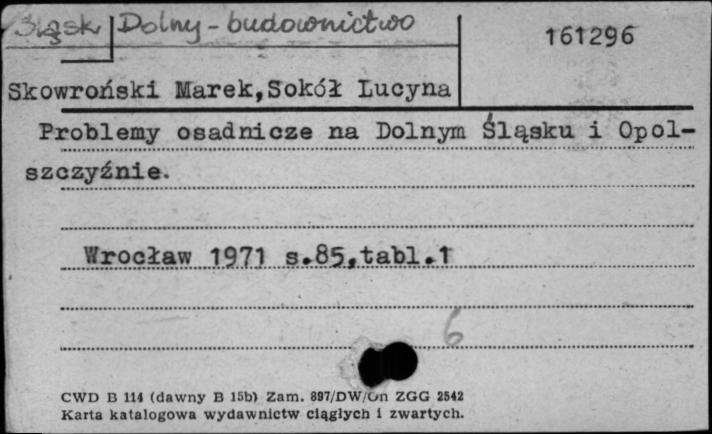 Śląsk Dolny - budownictwo
161296
Skowroński Marek,Sokół Lucyna
Problemy osadnicze na Dolnym Śląsku i Opol-
szczyźnie.
Wrocław 1971 s.85,tabl.1
6
CWD B 114 (dawny B 15b) Zam. 897/DW/On ZGG 2542
Karta katalogowa wydawnictw ciągłych i zwartych.